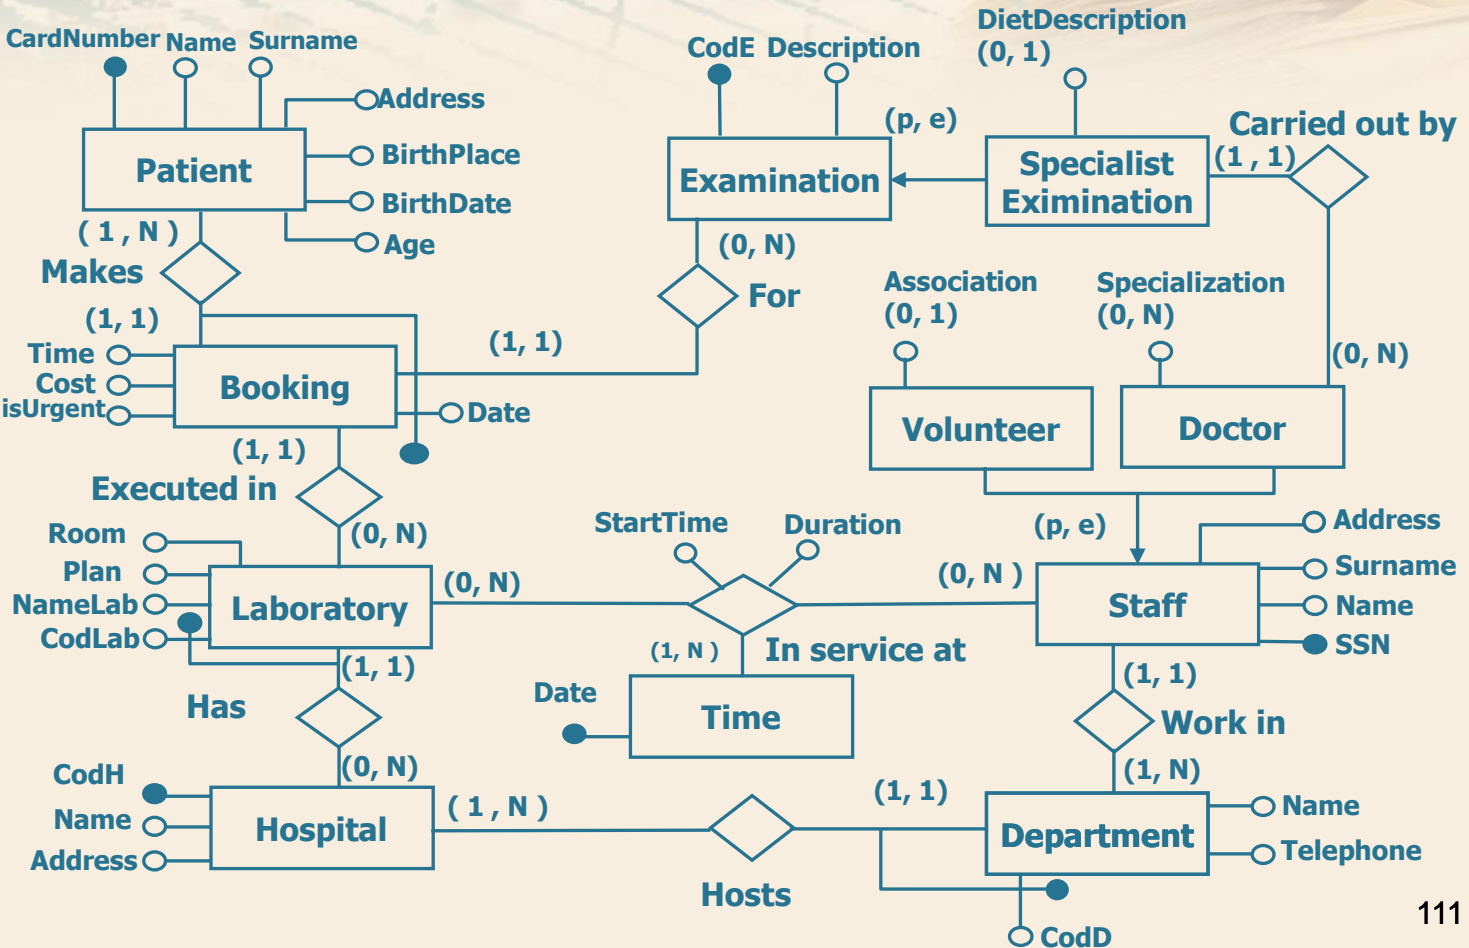 DietDescription
(0, 1)
CardNumber Name Surname
CodE Description
Address
(p, e)
Carried out by
Patient
BirthPlace
Examination
Specialist
Eximination
(1 , 1)
BirthDate
( 1 , N )
Age
(0, N)
Makes
For
Association
(0, 1)
Specialization
(0, N)
(1, 1)
(1, 1)
(0, N)
Time
Cost
isUrgent
Booking
Date
Volunteer
Doctor
(1, 1)
Executed in
(0, N)
StartTime
Duration
(p, e)
Address
Room
Plan
NameLab
CodLab
Laboratory
(0, N)
(0, N )
Staff
Surname
Name
SSN
(1, 1)
(1, N )
In service at
(1, 1)
Has
Date
Time
Work in
(0, N)
(1, N)
CodH
Name
Address
Hospital
( 1 , N )
(1, 1)
Department
Name
Telephone
Hosts
CodD
111